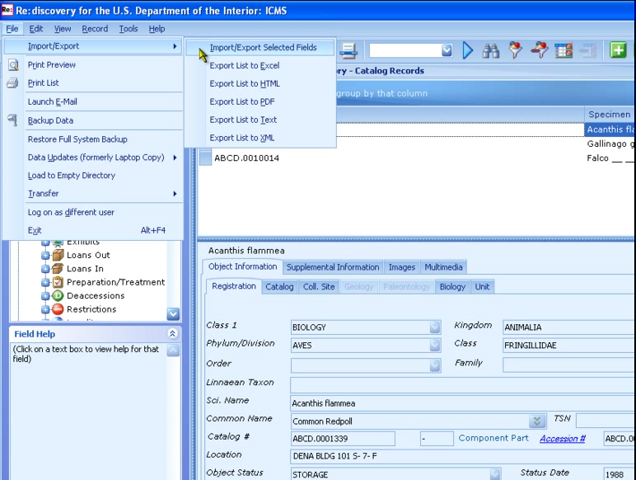 Re: Re:discovery for the U.S. Department of the Interior: ICMS
File Edit View Record Tools Help
Import/Export
Print Preview
Print List
Launch E-Mail
Backup Data
Restore Full System Backup
Data Updates (formerly Laptop Copy)
Load to Empty Directory
Transfer
Log on as different user
Exit Alt+F4
Import/Export Selected Fields
Export List to Excel
Export List to HTML
Export List to PDF
Export List to Text
Export List to XML
ry - Catalog Records
group by that column
Specimen
Acanthis fl
Gallinago g
ABCD.0010014 Falco __ __
Exhibits
Loans Out
Loans In
Preparation/Treatment
Deaccessions
Restrictions
Field Help
(Click on a text box to view help for that
field)
Acanthis flammea
Object Information Supplemental Information Images Multimedia
Registration Catalog Coll. Site Geology Paleontology Biology Unit
Class 1 BIOLOGY Kingdom ANIMALIA
Phylum/Division AVES Class FRINGILLIDAE
Order Family
Linnaean Taxon
Sci. Name Acanthis flammea
Common Name Common Redpoll TSN
Catalog # ABCD.0001339 - Component Part Accession # ABCD.0
Location DENA BLDG 101 S- 7- F
Object Status STORAGE Status Date 1988